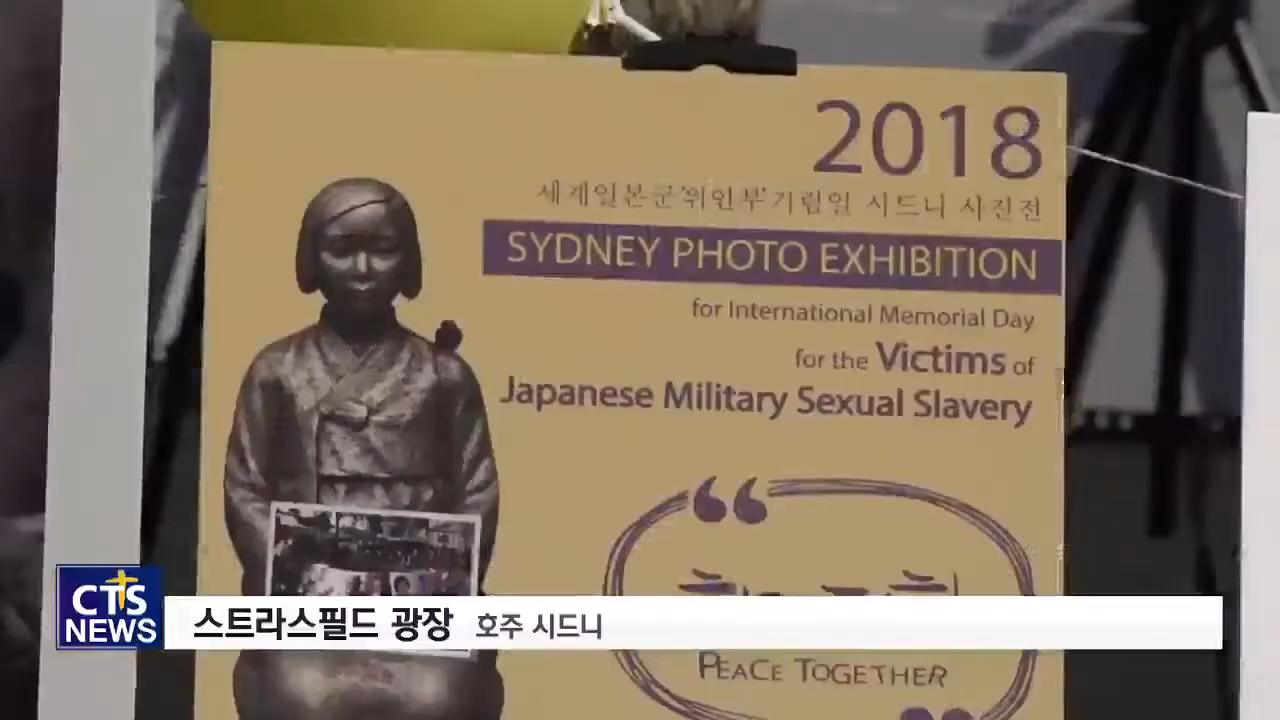 2018
세계일본군'위안부'기림일 시드니 사진전
SYDNEY PHOTO EXHIBITION
for International Memorial Day
for the Victims of
Japanese Military Sexual Slavery
“
PEACE TOGETHER
CTS
NEWS
스트라스필드 광장 호주 시드니